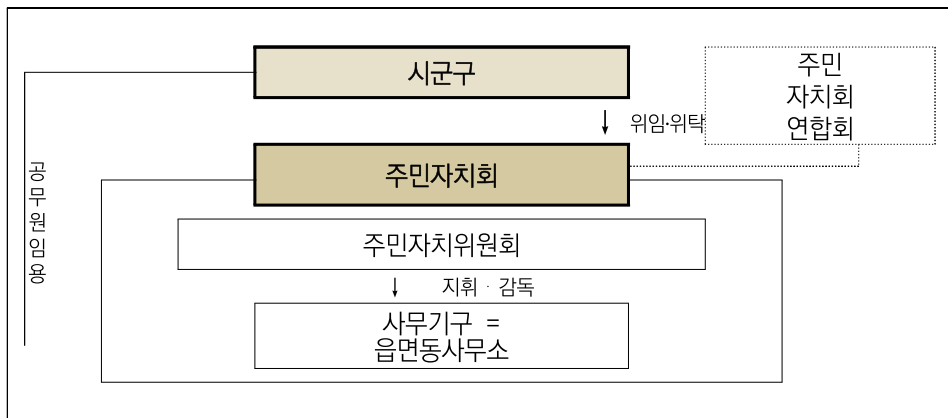 시군구
주민
자치회
연합회
위임·위탁
공무원임용
주민자치회
주민자치위원회
지휘 · 감독
사무기구 =
읍면동사무소